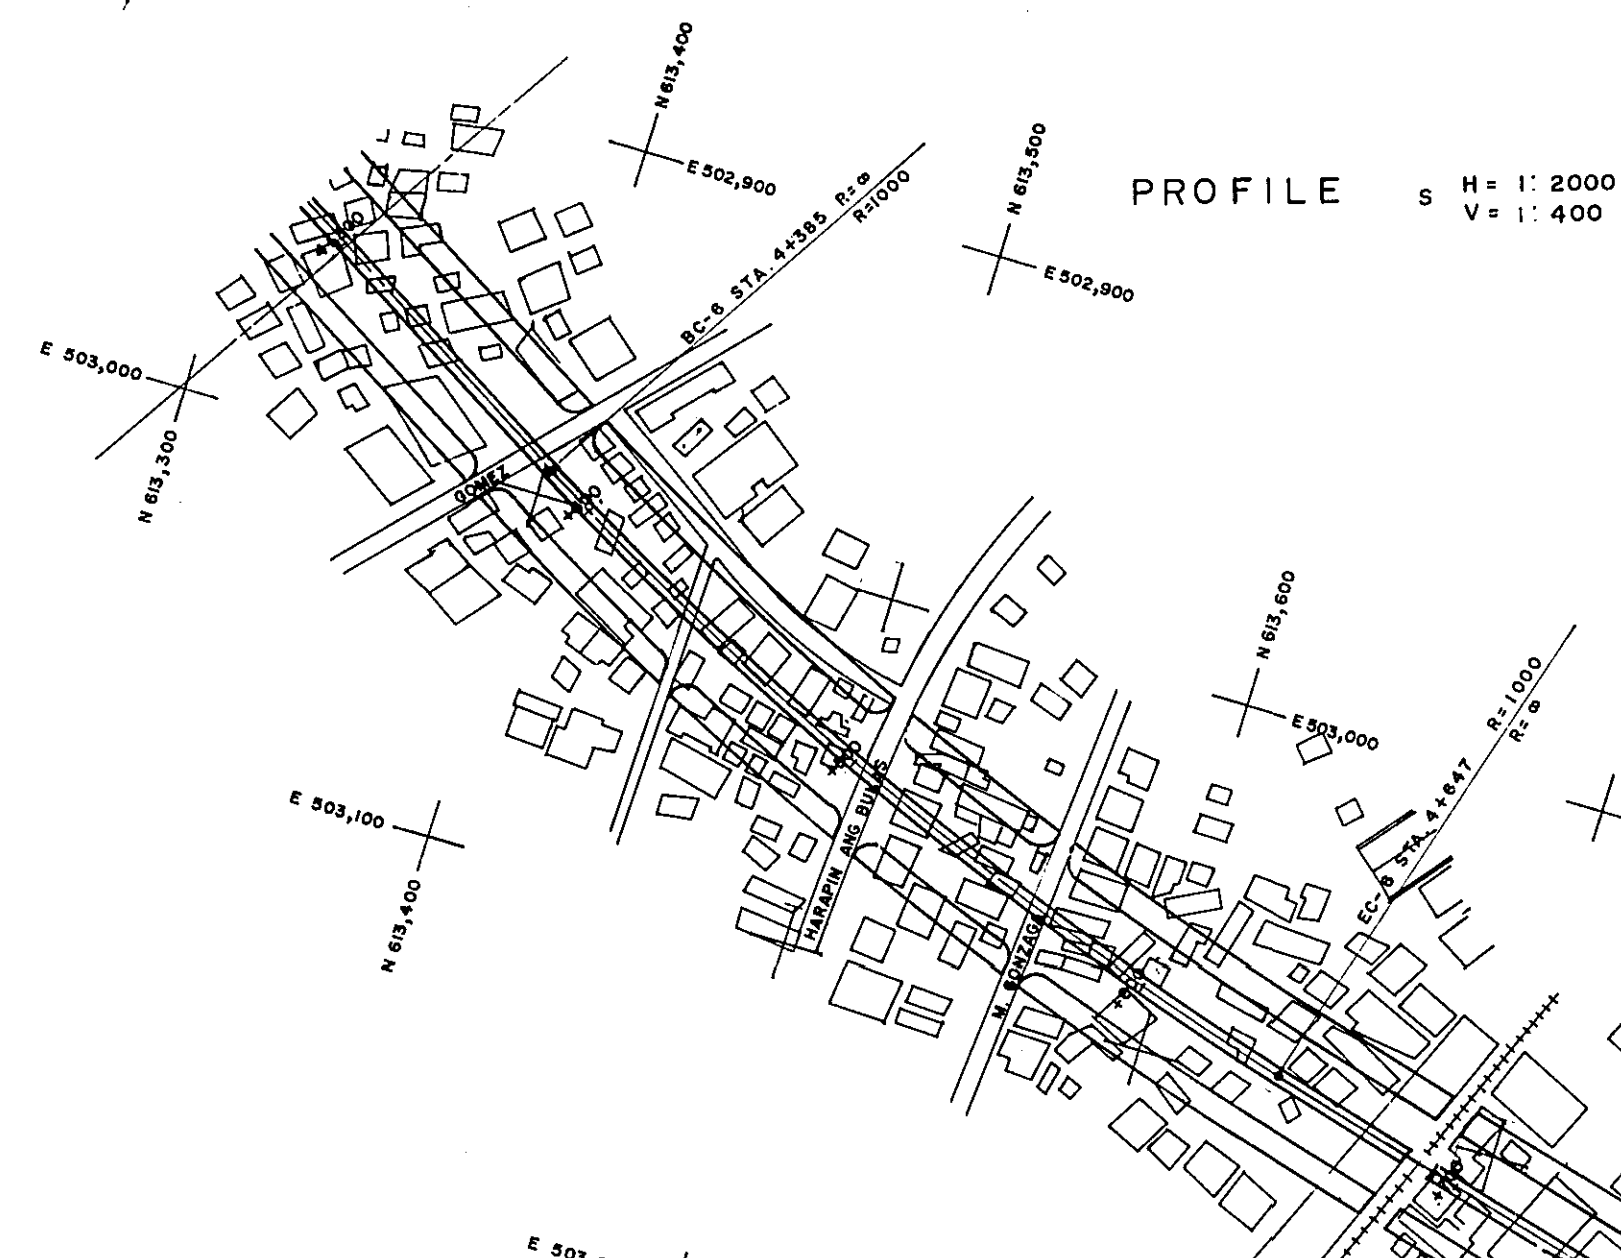 N 613,400
E 502,900
N 613,500
PROFILE S H = 1: 2000
V = 1: 400
BC-6 STA. 4+385 R=∞
R=1000
E 502,900
E 503,000
N 613,300
GOMEZ
N 613,600
E 503,000
R=1000
R=∞
EC-8 STA. 4+647
E 503,100
N 613,400
HARAPIN ANG BUKAS
M. GONZAGA
E 503,